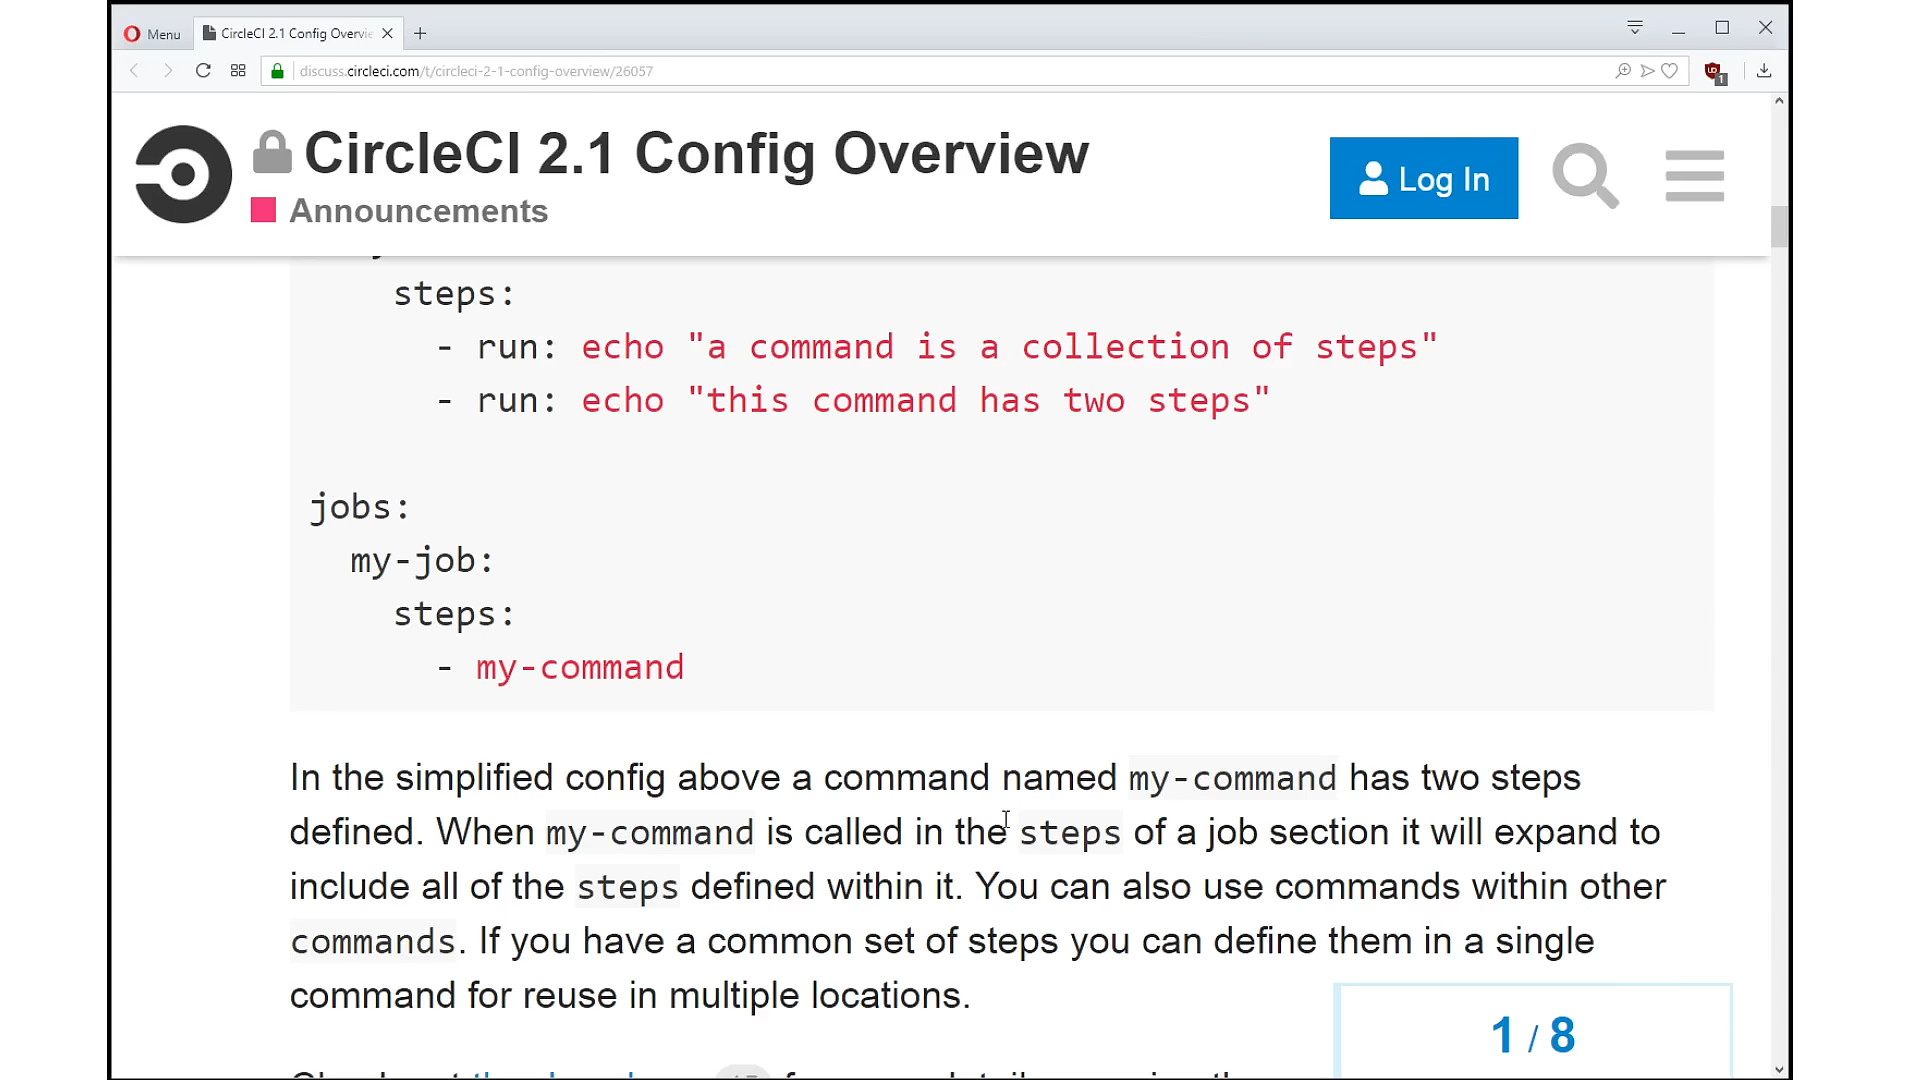 Menu
CircleCI 2.1 Config Overvie
discuss.circleci.com/t/circleci-2-1-config-overview/26057
1
CircleCI 2.1 Config Overview
Announcements
Log In
steps:
- run: echo "a command is a collection of steps"
- run: echo "this command has two steps"
jobs:
my-job:
steps:
- my-command
In the simplified config above a command named my-command has two steps
defined. When my-command is called in the steps of a job section it will expand to
include all of the steps defined within it. You can also use commands within other
commands. If you have a common set of steps you can define them in a single
command for reuse in multiple locations.
1 / 8